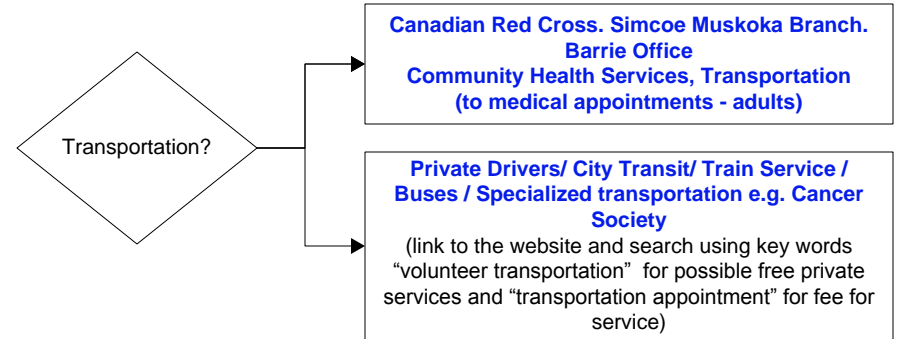 Transportation?
Canadian Red Cross. Simcoe Muskoka Branch.
Barrie Office
Community Health Services, Transportation
(to medical appointments - adults)
Private Drivers/ City Transit/ Train Service /
Buses / Specialized transportation e.g. Cancer
Society
(link to the website and search using key words
“volunteer transportation”  for possible free private
services and “transportation appointment” for fee for
service)